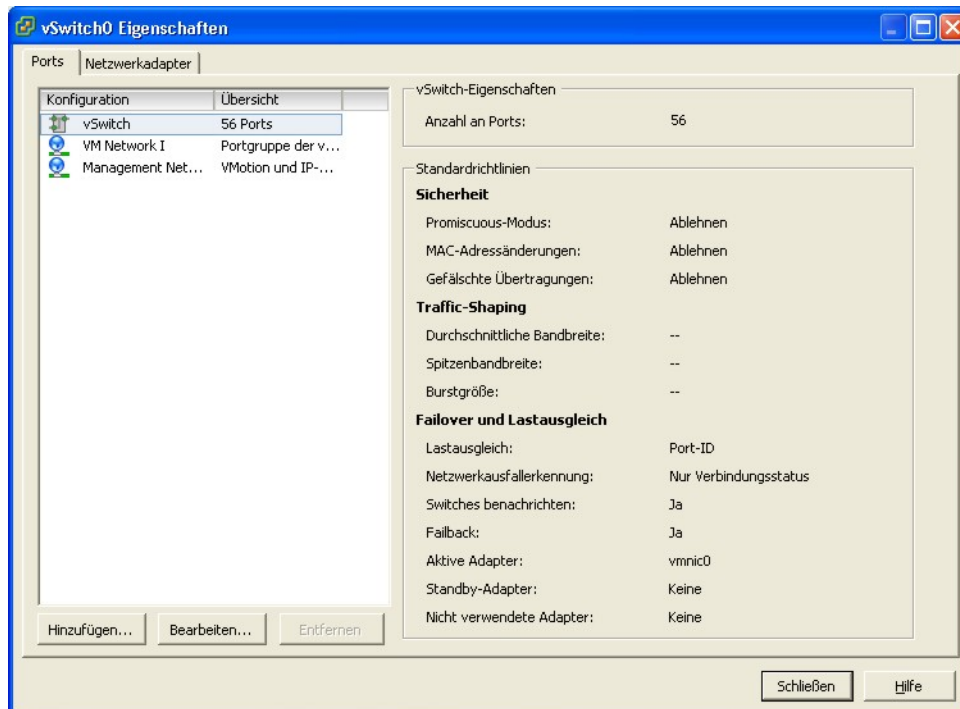 vSwitch0 Eigenschaften
Ports Netzwerkadapter
Konfiguration Übersicht
vSwitch 56 Ports
VM Network I Portgruppe der v...
Management Net... VMotion und IP-...
Hinzufügen... Bearbeiten... Entfernen
vSwitch-Eigenschaften
Anzahl an Ports: 56
Standardrichtlinien
Sicherheit
Promiscuous-Modus: Ablehnen
MAC-Adressänderungen: Ablehnen
Gefälschte Übertragungen: Ablehnen
Traffic-Shaping
Durchschnittliche Bandbreite: --
Spitzenbandbreite: --
Burstgröße: --
Failover und Lastausgleich
Lastausgleich: Port-ID
Netzwerkausfallerkennung: Nur Verbindungsstatus
Switches benachrichten: Ja
Failback: Ja
Aktive Adapter: vmnic0
Standby-Adapter: Keine
Nicht verwendete Adapter: Keine
Schließen Hilfe